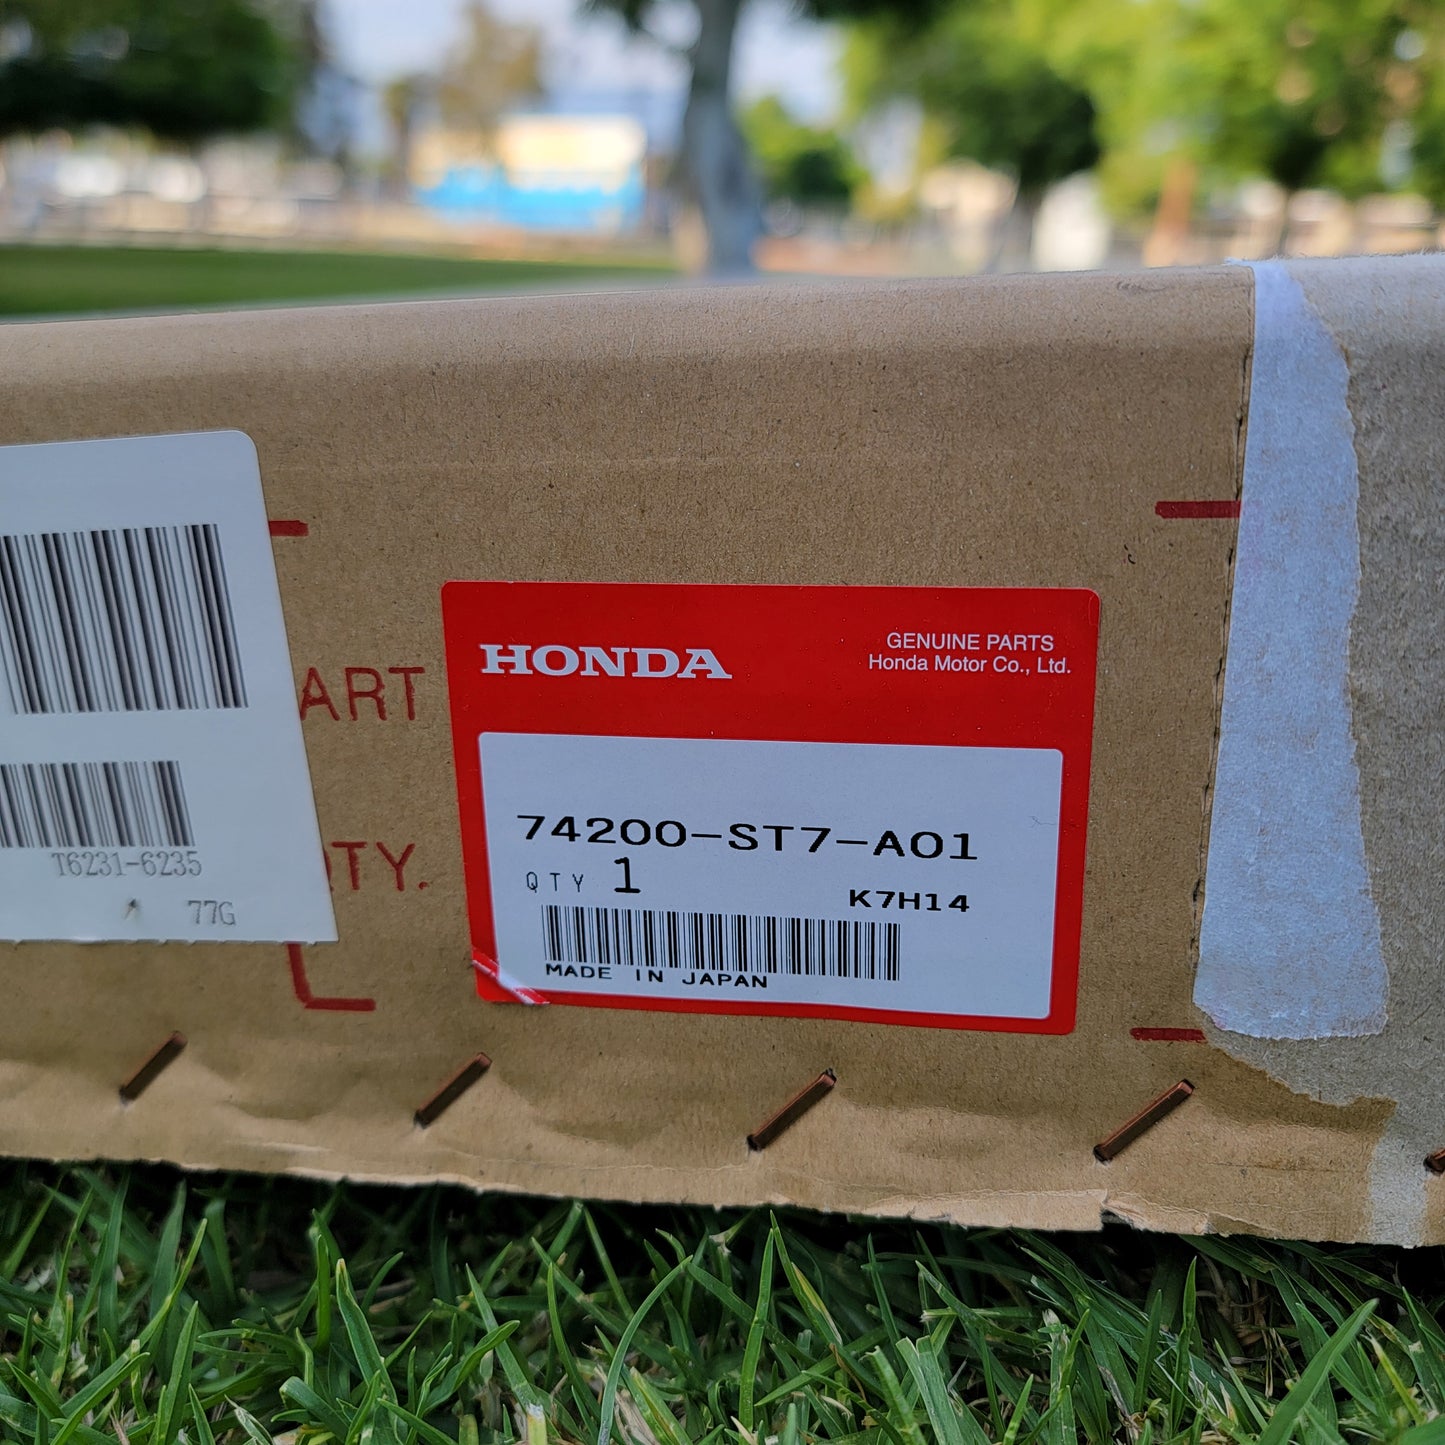 HONDA
GENUINE PARTS
Honda Motor Co., Ltd.
74200-ST7-A01
QTY 1
K7H14
MADE IN JAPAN
ART
TY.
T6231-6235
77G